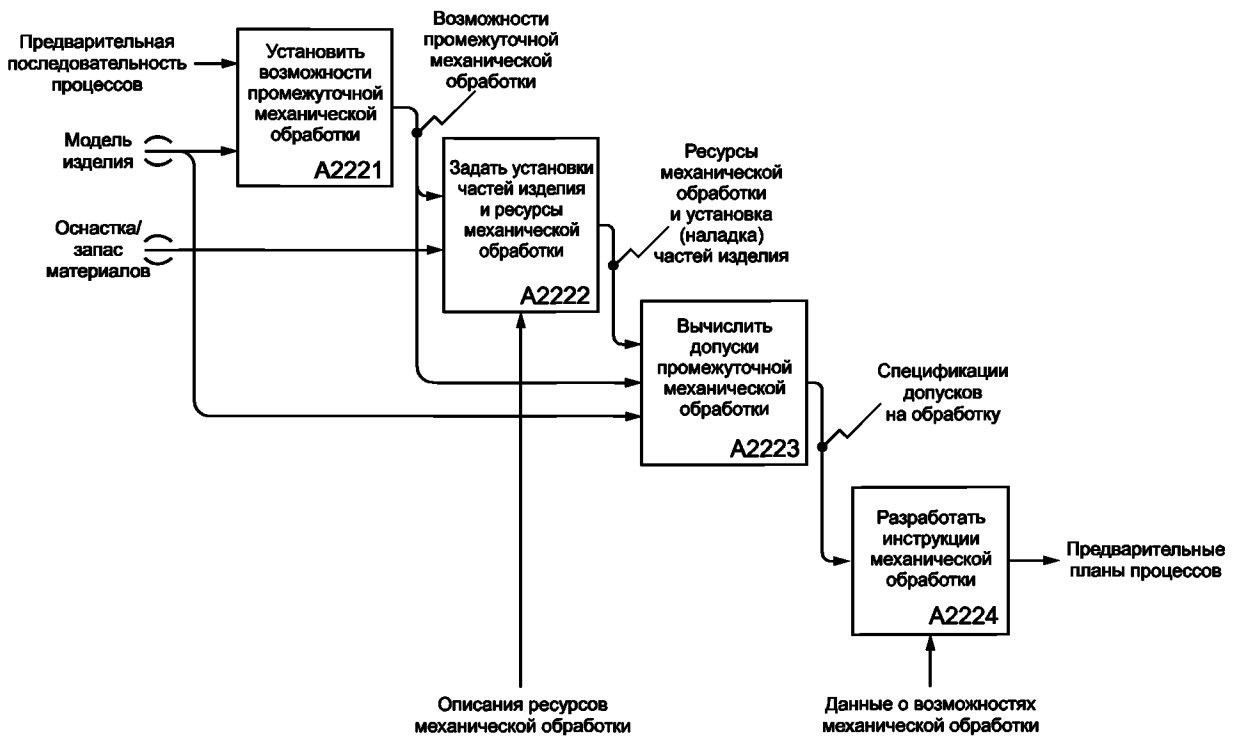 Предварительная
последовательность
процессов
Установить
возможности
промежуточной
механической
обработки
A2221
Возможности
промежуточной
механической
обработки
Модель
изделия
Задать установки
частей изделия
и ресурсы
механической
обработки
A2222
Ресурсы
механической
обработки
и установка
(наладка)
частей изделия
Оснастка/
запас
материалов
Вычислить
допуски
промежуточной
механической
обработки
A2223
Спецификации
допусков
на обработку
Разработать
инструкции
механической
обработки
A2224
Предварительные
планы процессов
Описания ресурсов
механической обработки
Данные о возможностях
механической обработки